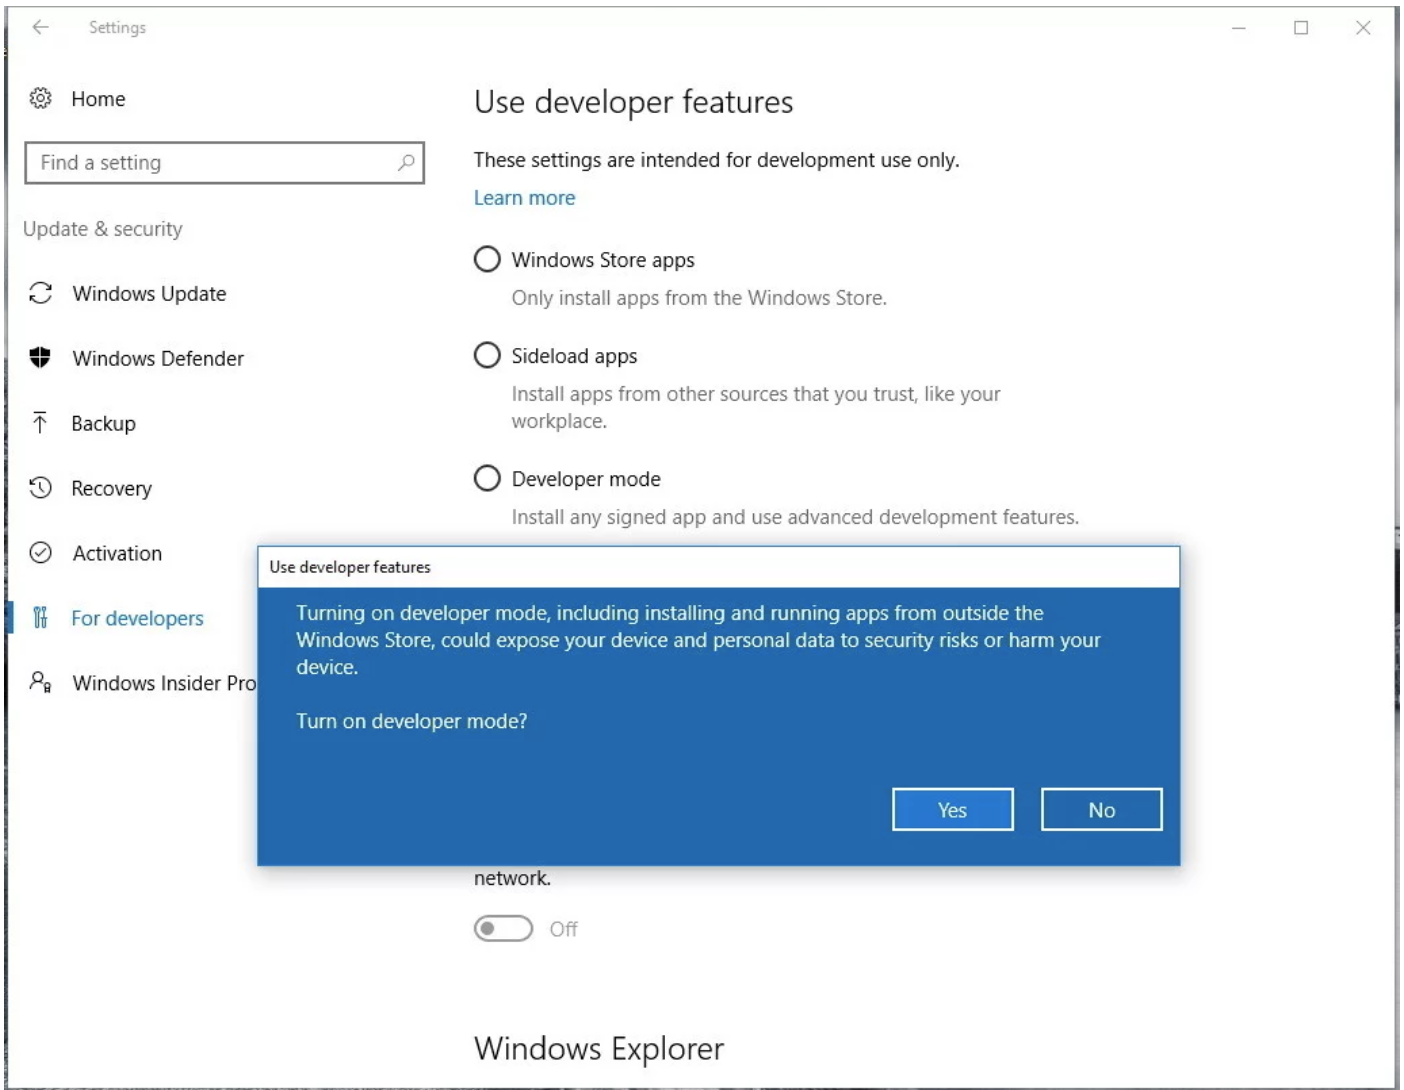 Settings
Home
Find a setting
Update & security
Windows Update
Windows Defender
Backup
Recovery
Activation
For developers
Windows Insider Pro
Use developer features
These settings are intended for development use only.
Learn more
Windows Store apps
Only install apps from the Windows Store.
Sideload apps
Install apps from other sources that you trust, like your
workplace.
Developer mode
Install any signed app and use advanced development features.
Use developer features
Turning on developer mode, including installing and running apps from outside the
Windows Store, could expose your device and personal data to security risks or harm your
device.
Turn on developer mode?
Yes
No
network.
Off
Windows Explorer